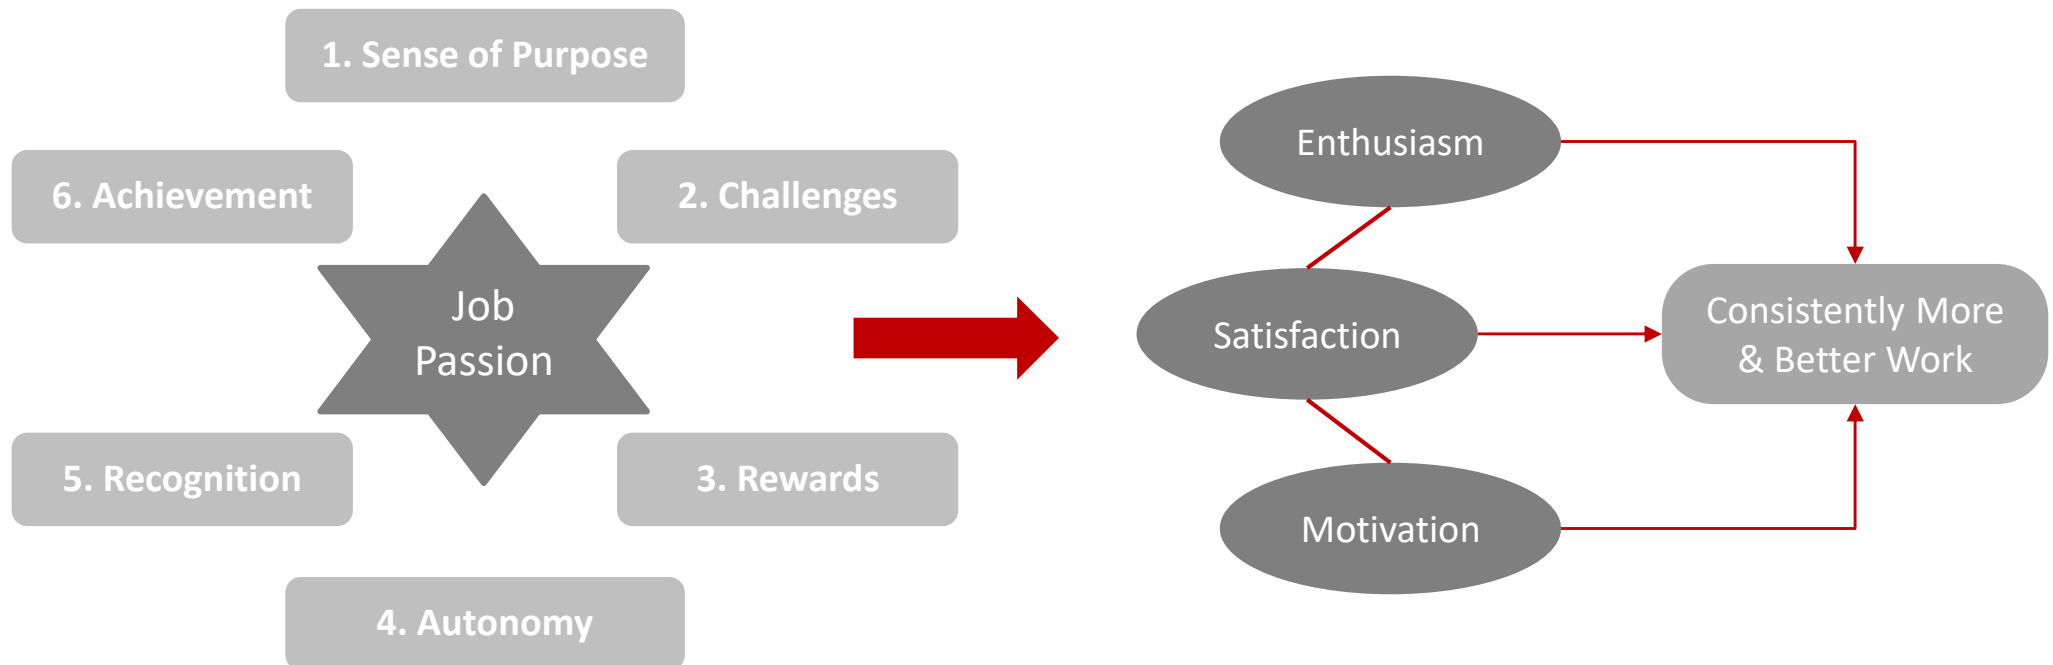 1. Sense of Purpose
6. Achievement
2. Challenges
Job
Passion
5. Recognition
3. Rewards
4. Autonomy
Enthusiasm
Satisfaction
Motivation
Consistently More
& Better Work